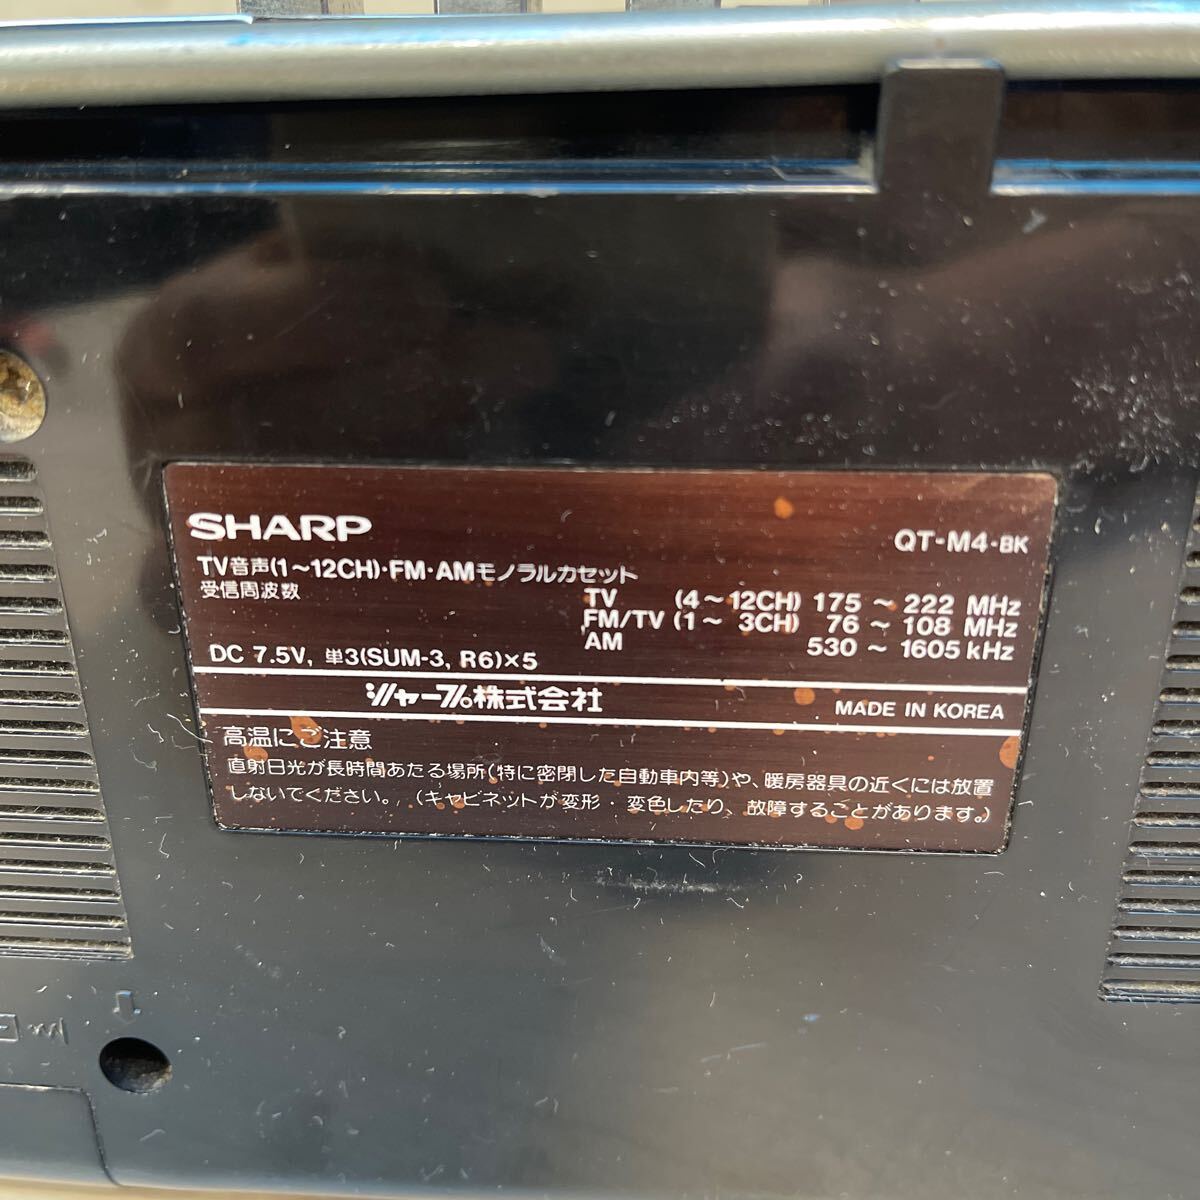 SHARP
QT-M4-BK
TV音声(1~12CH)·FM·AMモノラルカセット
受信周波数
TV (4~12CH) 175 ~ 222 MHz
FM/TV (1~ 3CH) 76 ~ 108 MHz
AM 530 ~ 1605 kHz
DC 7.5V, 単3(SUM-3, R6)×5
シャープ株式会社
MADE IN KOREA
高温にご注意
直射日光が長時間あたる場所(特に密閉した自動車内等)や、暖房器具の近くには放置
しないでください。(キャビネットが変形・変色したり、故障することがあります。)